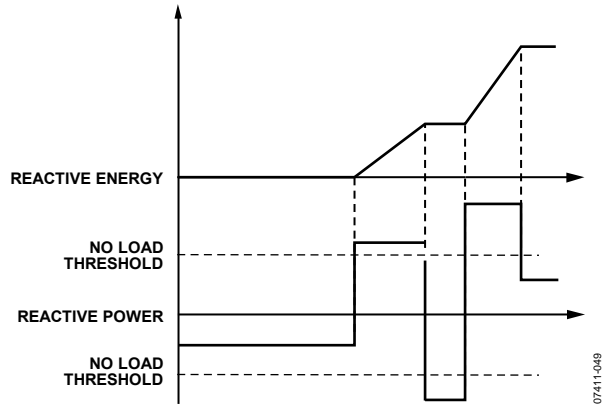 REACTIVE ENERGY
NO LOAD
THRESHOLD
REACTIVE POWER
NO LOAD
THRESHOLD
07411-049